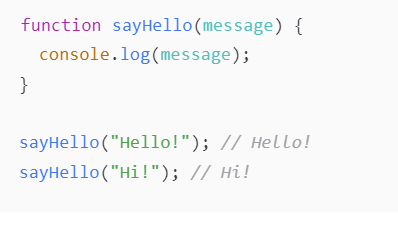 function sayHello(message) {
  console.log(message);
}

sayHello("Hello!"); // Hello!
sayHello("Hi!"); // Hi!